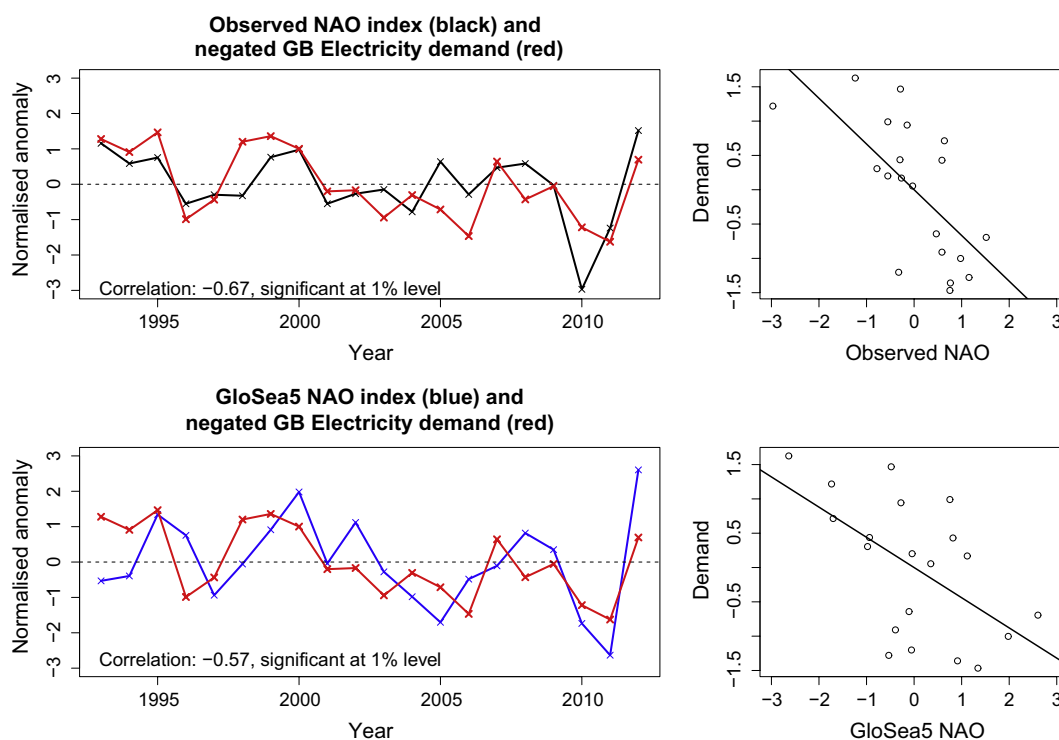 Observed NAO index (black) and
negated GB Electricity demand (red)
Normalised anomaly
3
2
1
0
−1
−2
−3
Correlation: −0.67, significant at 1% level
1995 2000 2005 2010
Year
Demand
1.5
0.5
−0.5
−1.5
−3 −2 −1 0 1 2 3
Observed NAO
GloSea5 NAO index (blue) and
negated GB Electricity demand (red)
Normalised anomaly
3
2
1
0
−1
−2
−3
Correlation: −0.57, significant at 1% level
1995 2000 2005 2010
Year
Demand
1.5
0.5
−0.5
−1.5
−3 −2 −1 0 1 2 3
GloSea5 NAO